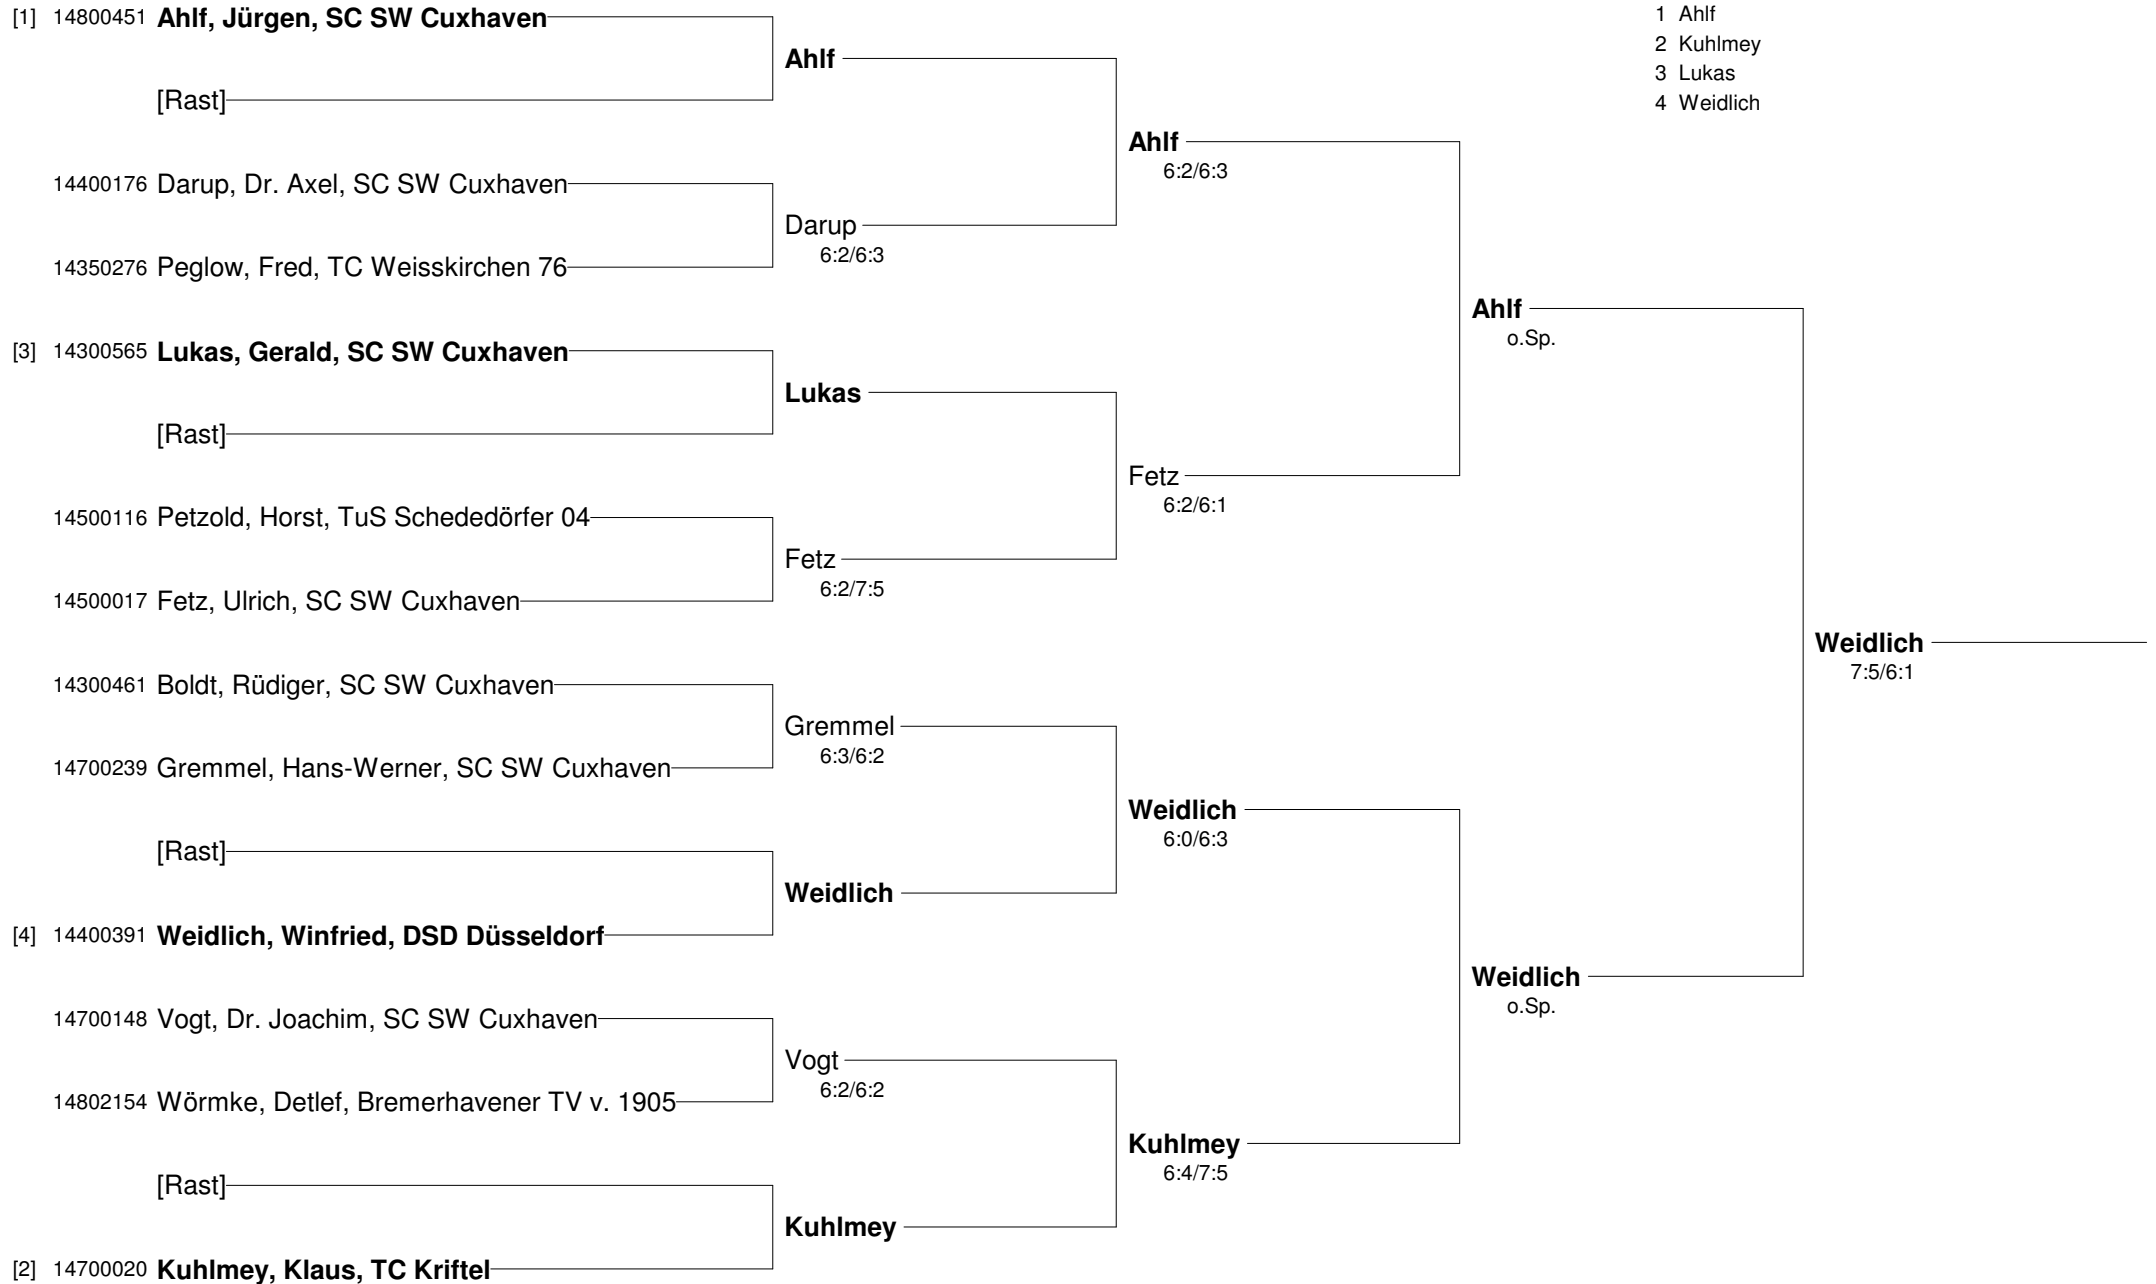 [1] 14800451 Ahlf, Jürgen, SC SW Cuxhaven
1 Ahlf
2 Kuhlmey
3 Lukas
4 Weidlich
Ahlf
[Rast]
Ahlf
6:2/6:3
14400176 Darup, Dr. Axel, SC SW Cuxhaven
Darup
6:2/6:3
14350276 Peglow, Fred, TC Weisskirchen 76
Ahlf
o.Sp.
[3] 14300565 Lukas, Gerald, SC SW Cuxhaven
Lukas
[Rast]
Fetz
6:2/6:1
14500116 Petzold, Horst, TuS Schededörfer 04
Fetz
6:2/7:5
14500017 Fetz, Ulrich, SC SW Cuxhaven
Weidlich
7:5/6:1
14300461 Boldt, Rüdiger, SC SW Cuxhaven
Gremmel
6:3/6:2
14700239 Gremmel, Hans-Werner, SC SW Cuxhaven
Weidlich
6:0/6:3
[Rast]
Weidlich
[4] 14400391 Weidlich, Winfried, DSD Düsseldorf
Weidlich
o.Sp.
14700148 Vogt, Dr. Joachim, SC SW Cuxhaven
Vogt
6:2/6:2
14802154 Wörmke, Detlef, Bremerhavener TV v. 1905
Kuhlmey
6:4/7:5
[Rast]
Kuhlmey
[2] 14700020 Kuhlmey, Klaus, TC Kriftel